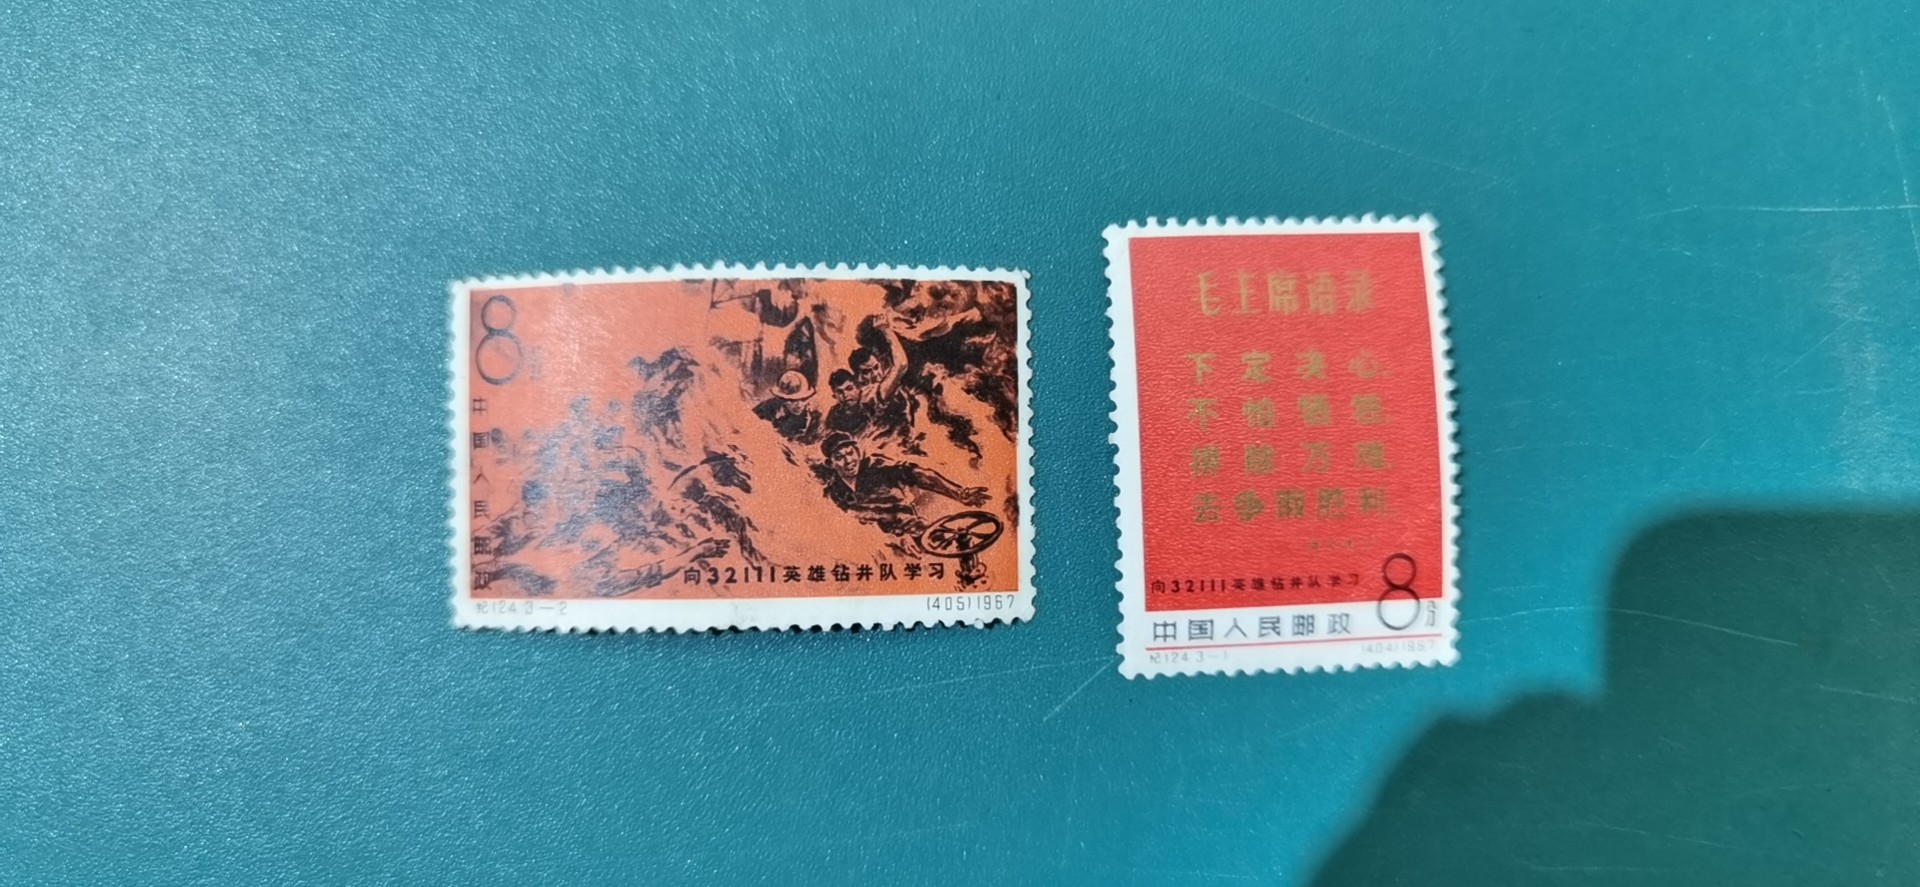 8分
中国人民邮政
向32111英雄钻井队学习
纪124.3—2
(405)1967
毛主席语录
下定决心,
不怕牺牲,
排除万难,
去争取胜利。
向32111英雄钻井队学习
8分
中国人民邮政
纪124.3—1
(404)1967